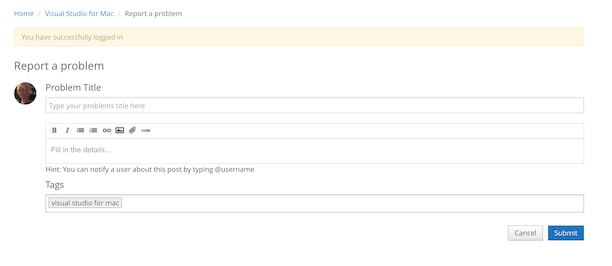 Home / Visual Studio for Mac / Report a problem
You have successfully logged in
Report a problem
Problem Title
Type your problems title here
B I
Fill in the details...
Hint: You can notify a user about this post by typing @username
Tags
visual studio for mac
Cancel Submit